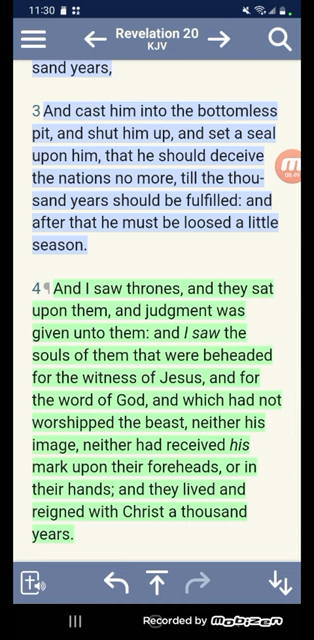 11:30
Revelation 20
KJV
sand years,
3 And cast him into the bottomless
pit, and shut him up, and set a seal
upon him, that he should deceive
the nations no more, till the thou-
sand years should be fulfilled: and
after that he must be loosed a little
season.
4 ¶ And I saw thrones, and they sat
upon them, and judgment was
given unto them: and I saw the
souls of them that were beheaded
for the witness of Jesus, and for
the word of God, and which had not
worshipped the beast, neither his
image, neither had received his
mark upon their foreheads, or in
their hands; and they lived and
reigned with Christ a thousand
years.
Recorded by Mobizen